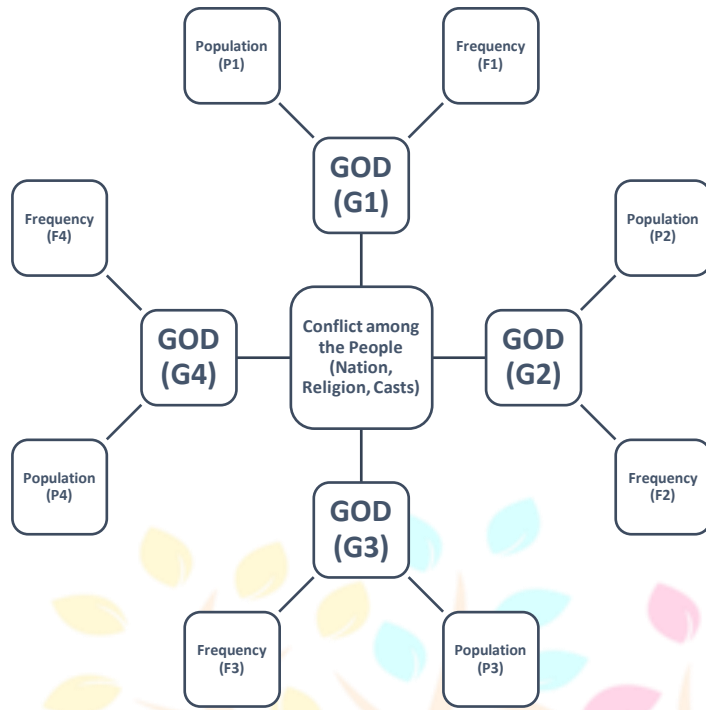 Population
(P1)
Frequency
(F1)
GOD
(G1)
Frequency
(F4)
Population
(P2)
GOD
(G4)
Conflict among
the People
(Nation,
Religion, Casts)
GOD
(G2)
Population
(P4)
Frequency
(F2)
GOD
(G3)
Frequency
(F3)
Population
(P3)